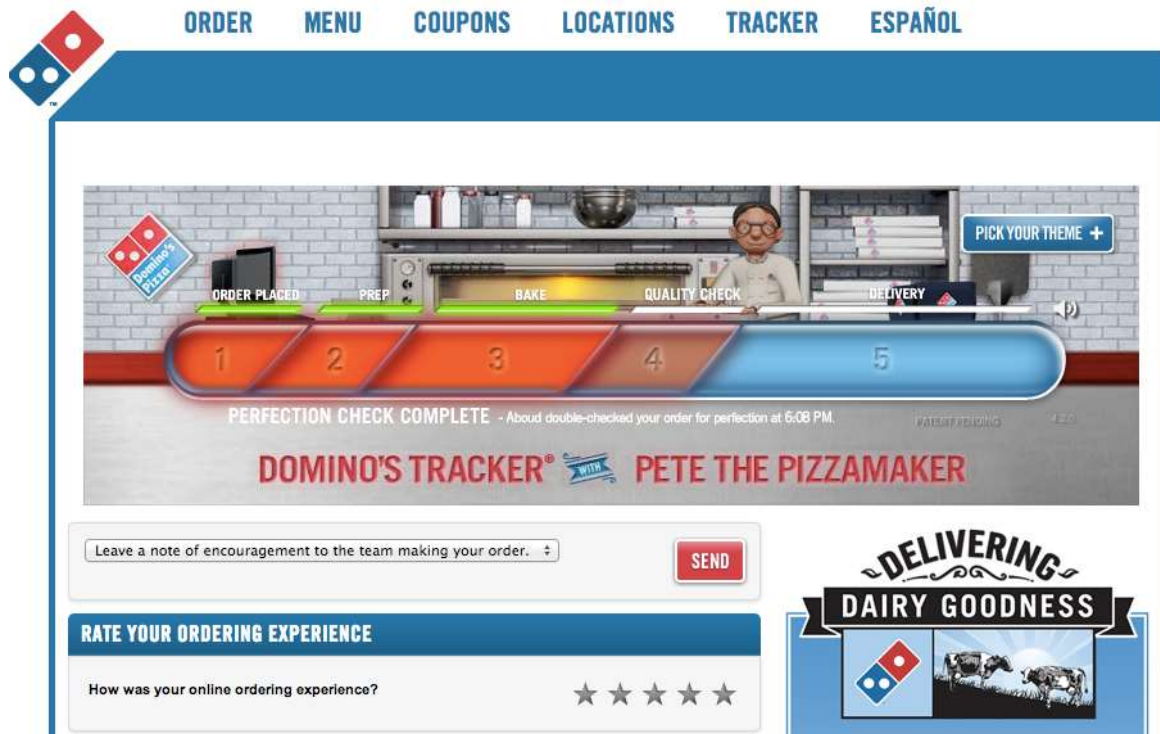 ORDER MENU COUPONS LOCATIONS TRACKER ESPAÑOL
TM
Domino's
Pizza
PICK YOUR THEME +
ORDER PLACED PREP BAKE QUALITY CHECK DELIVERY
1 2 3 4 5
PERFECTION CHECK COMPLETE - Aboud double-checked your order for perfection at 6:08 PM.
PATENT PENDING
DOMINO'S TRACKER® WITH PETE THE PIZZAMAKER
Leave a note of encouragement to the team making your order.
SEND
RATE YOUR ORDERING EXPERIENCE
How was your online ordering experience?
DELIVERING
DAIRY GOODNESS